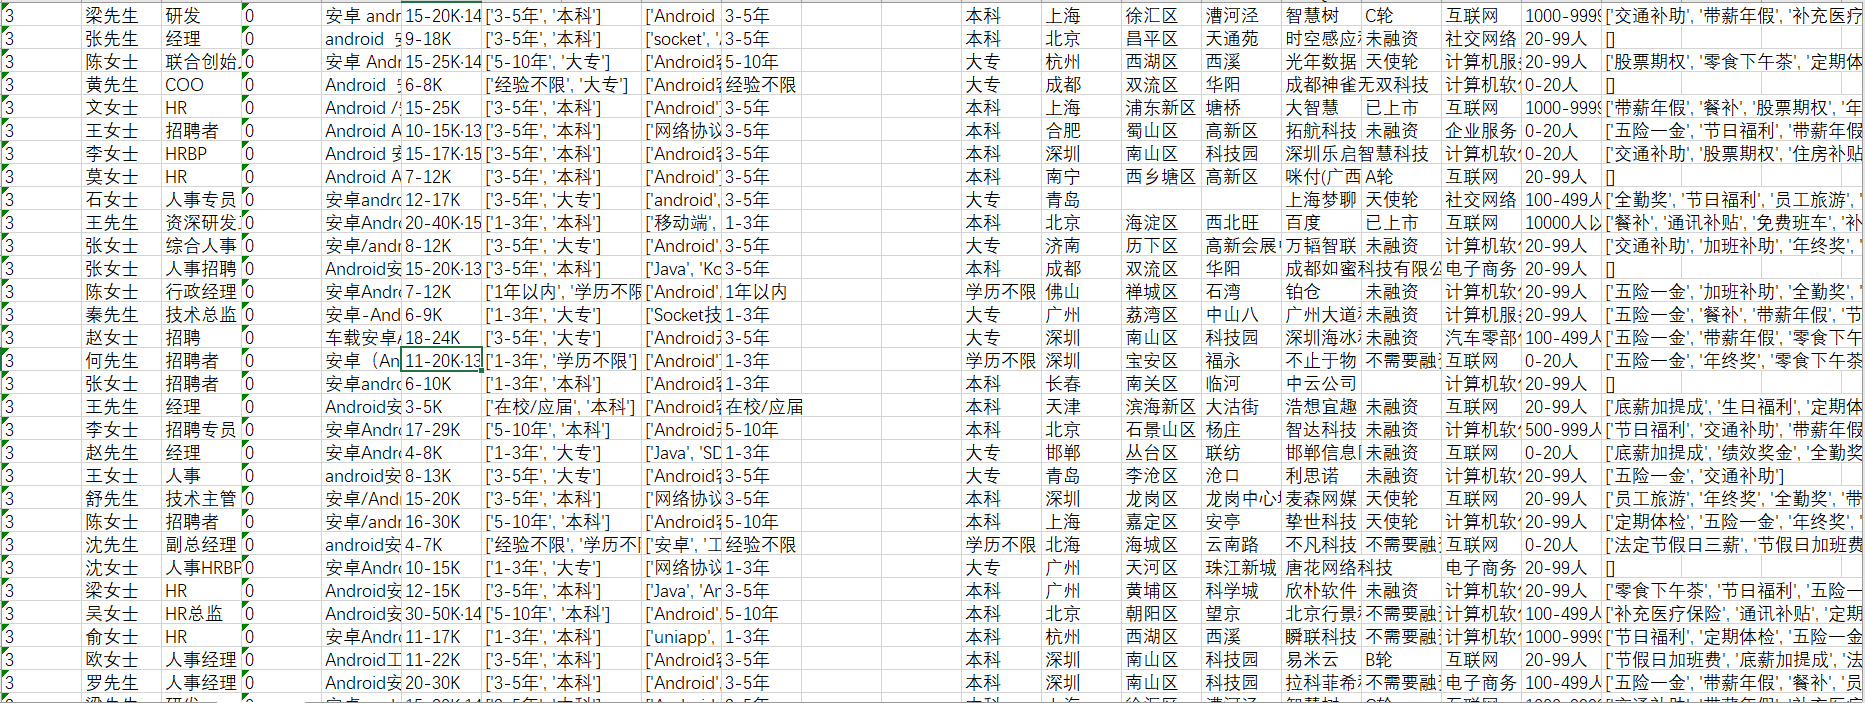 3 梁先生 研发 0 安卓 andr 15-20K·14 ['3-5年', '本科'] ['Android 3-5年 本科 上海 徐汇区 漕河泾 智慧树 C轮 互联网 1000-9999 ['交通补助', '带薪年假', '补充医疗
3 张先生 经理 0 android 9-18K ['3-5年', '本科'] ['socket', ' 3-5年 本科 北京 昌平区 天通苑 时空感应 未融资 社交网络 20-99人 []
3 陈女士 联合创始 0 安卓 Andr 15-25K·14 ['5-10年', '大专'] ['Android 5-10年 大专 杭州 西湖区 西溪 光年数据 天使轮 计算机服 20-99人 ['股票期权', '零食下午茶', '定期体
3 黄先生 COO 0 Android 6-8K ['经验不限', '大专'] ['Android 经验不限 大专 成都 双流区 华阳 成都神雀无双科技 计算机软 0-20人 []
3 文女士 HR 0 Android / 15-25K ['3-5年', '本科'] ['Android' 3-5年 本科 上海 浦东新区 塘桥 大智慧 已上市 互联网 1000-9999 ['带薪年假', '餐补', '股票期权', '年
3 王女士 招聘者 0 Android A 10-15K·13 ['3-5年', '本科'] ['网络协议 3-5年 本科 合肥 蜀山区 高新区 拓航科技 未融资 企业服务 0-20人 ['五险一金', '节日福利', '带薪年假
3 李女士 HRBP 0 Android 安 15-17K·15 ['3-5年', '本科'] ['Android 3-5年 本科 深圳 南山区 科技园 深圳乐启智慧科技 计算机软 0-20人 ['交通补助', '股票期权', '住房补贴
3 莫女士 HR 0 Android A 7-12K ['3-5年', '本科'] ['Android' 3-5年 本科 南宁 西乡塘区 高新区 咪付(广西 A轮 互联网 20-99人 []
3 石女士 人事专员 0 安卓andro 12-17K ['3-5年', '大专'] ['android', 3-5年 大专 青岛 上海梦聊 天使轮 社交网络 100-499人 ['全勤奖', '节日福利', '员工旅游', '
3 王先生 资深研发 0 安卓Andro 20-40K·15 ['1-3年', '本科'] ['移动端', 1-3年 本科 北京 海淀区 西北旺 百度 已上市 互联网 10000人以 ['餐补', '通讯补贴', '免费班车', '补
3 张女士 综合人事 0 安卓/andr 8-12K ['3-5年', '大专'] ['Android', 3-5年 大专 济南 历下区 高新会展 万韬智联 未融资 计算机软 20-99人 ['交通补助', '加班补助', '年终奖', '
3 张女士 人事招聘 0 Android安 15-20K·13 ['3-5年', '本科'] ['Java', 'Ko 3-5年 本科 成都 双流区 华阳 成都如蜜科技有限公 电子商务 20-99人 []
3 陈女士 行政经理 0 安卓Andro 7-12K ['1年以内', '学历不限 ['Android', 1年以内 学历不限 佛山 禅城区 石湾 铂仓 未融资 计算机软 20-99人 ['五险一金', '加班补助', '全勤奖', '
3 秦先生 技术总监 0 安卓-And 6-9K ['1-3年', '大专'] ['Socket技 1-3年 大专 广州 荔湾区 中山八 广州大道 未融资 计算机服 20-99人 ['五险一金', '餐补', '带薪年假', '节
3 赵女士 招聘 0 车载安卓 18-24K ['3-5年', '大专'] ['Android 3-5年 大专 深圳 南山区 科技园 深圳海冰 未融资 汽车零部 100-499人 ['五险一金', '带薪年假', '零食下午
3 何先生 招聘者 0 安卓（An 11-20K·13 ['1-3年', '学历不限'] ['Android' 1-3年 学历不限 深圳 宝安区 福永 不止于物 不需要融 互联网 0-20人 ['五险一金', '年终奖', '零食下午茶
3 张女士 招聘者 0 安卓andro 6-10K ['1-3年', '本科'] ['Android 1-3年 本科 长春 南关区 临河 中云公司 计算机软 20-99人 []
3 王先生 经理 0 Android安 3-5K ['在校/应届', '本科'] ['Android 在校/应届 本科 天津 滨海新区 大沽街 浩想宜趣 未融资 互联网 20-99人 ['底薪加提成', '生日福利', '定期体
3 李女士 招聘专员 0 安卓Andro 17-29K ['5-10年', '本科'] ['Android 5-10年 本科 北京 石景山区 杨庄 智达科技 未融资 计算机软 500-999人 ['节日福利', '交通补助', '带薪年假
3 赵先生 经理 0 安卓Andro 4-8K ['1-3年', '大专'] ['Java', 'SD 1-3年 大专 邯郸 丛台区 联纺 邯郸信息 未融资 互联网 0-20人 ['底薪加提成', '绩效奖金', '全勤奖
3 王女士 人事 0 android安 8-13K ['3-5年', '大专'] ['Android 3-5年 大专 青岛 李沧区 沧口 利思诺 未融资 计算机软 20-99人 ['五险一金', '交通补助']
3 舒先生 技术主管 0 安卓/And 15-20K ['3-5年', '本科'] ['网络协议 3-5年 本科 深圳 龙岗区 龙岗中心 麦森网媒 天使轮 互联网 20-99人 ['员工旅游', '年终奖', '全勤奖', '带
3 陈女士 招聘者 0 安卓/andr 16-30K ['5-10年', '本科'] ['Android 5-10年 本科 上海 嘉定区 安亭 挚世科技 天使轮 计算机软 20-99人 ['定期体检', '五险一金', '年终奖', '
3 沈先生 副总经理 0 android安 4-7K ['经验不限', '学历不 ['安卓', '工 经验不限 学历不限 北海 海城区 云南路 不凡科技 不需要融 互联网 0-20人 ['法定节假日三薪', '节假日加班费
3 沈女士 人事HRBP 0 安卓Andro 10-15K ['1-3年', '大专'] ['网络协议 1-3年 大专 广州 天河区 珠江新城 唐花网络科技 电子商务 20-99人 []
3 梁女士 HR 0 Android安 12-15K ['3-5年', '本科'] ['Java', 'An 3-5年 本科 广州 黄埔区 科学城 欣朴软件 未融资 计算机软 20-99人 ['零食下午茶', '节日福利', '五险一
3 吴女士 HR总监 0 Android安 30-50K·14 ['5-10年', '本科'] ['Android', 5-10年 本科 北京 朝阳区 望京 北京行景 不需要融 计算机软 100-499人 ['补充医疗保险', '通讯补贴', '定期
3 俞女士 HR 0 安卓Andro 11-17K ['1-3年', '本科'] ['uniapp', 1-3年 本科 杭州 西湖区 西溪 瞬联科技 不需要融 计算机软 1000-9999 ['节日福利', '定期体检', '五险一金
3 欧女士 人事经理 0 Android工 11-22K ['3-5年', '本科'] ['Android 3-5年 本科 深圳 南山区 科技园 易米云 B轮 互联网 20-99人 ['节假日加班费', '底薪加提成', '法
3 罗先生 人事经理 0 Android安 20-30K ['3-5年', '本科'] ['Android', 3-5年 本科 深圳 南山区 科技园 拉科菲希 不需要融 电子商务 100-499人 ['五险一金', '带薪年假', '餐补', '员